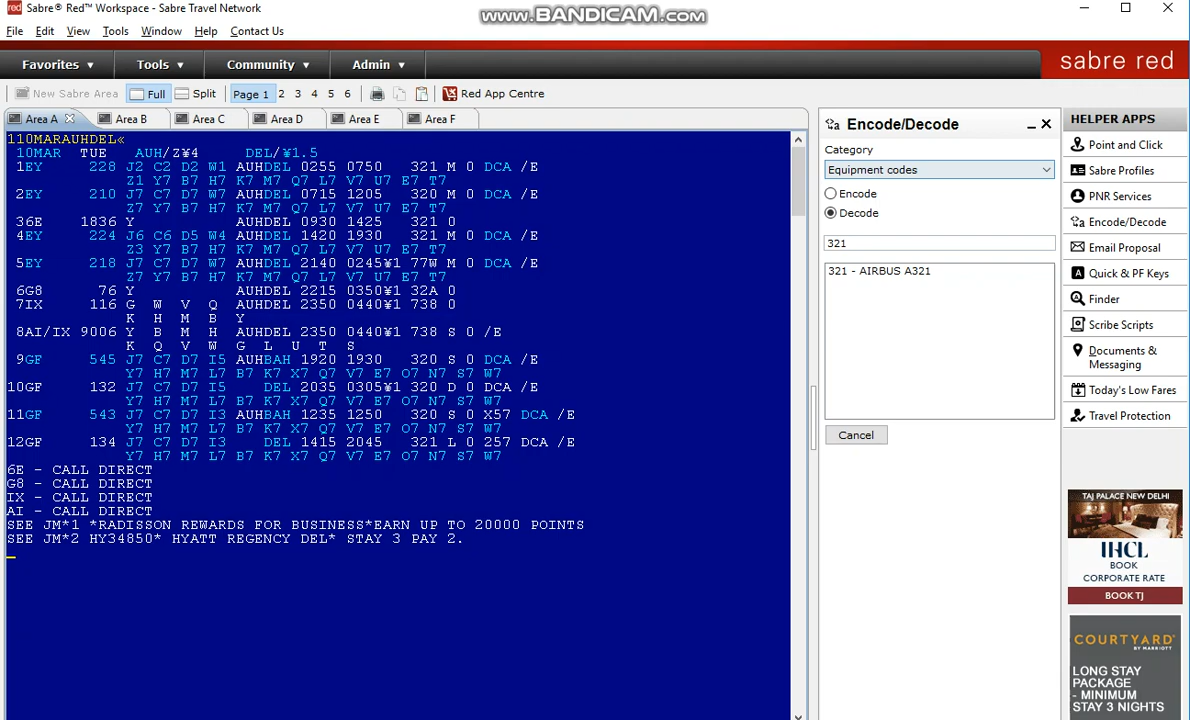 red Sabre® Red™ Workspace - Sabre Travel Network
www.BANDICAM.com
File Edit View Tools Window Help Contact Us
Favorites Tools Community Admin
sabre red
New Sabre Area Full Split Page 1 2 3 4 5 6 Red App Centre
Area A Area B Area C Area D Area E Area F
110MARAUHDEL«
10MAR TUE AUH/Z¥4 DEL/¥1.5
1EY 228 J2 C2 D2 W1 AUHDEL 0255 0750 321 M 0 DCA /E
Z1 Y7 B7 H7 K7 M7 Q7 L7 V7 U7 E7 T7
2EY 210 J7 C7 D7 W7 AUHDEL 0715 1205 320 M 0 DCA /E
Z7 Y7 B7 H7 K7 M7 Q7 L7 V7 U7 E7 T7
36E 1836 Y AUHDEL 0930 1425 321 0
4EY 224 J6 C6 D5 W4 AUHDEL 1420 1930 321 M 0 DCA /E
Z3 Y7 B7 H7 K7 M7 Q7 L7 V7 U7 E7 T7
5EY 218 J7 C7 D7 W7 AUHDEL 2140 0245¥1 77W M 0 DCA /E
Z7 Y7 B7 H7 K7 M7 Q7 L7 V7 U7 E7 T7
6G8 76 Y AUHDEL 2215 0350¥1 32A 0
7IX 116 G W V Q AUHDEL 2350 0440¥1 738 0
K H M B Y
8AI/IX 9006 Y B M H AUHDEL 2350 0440¥1 738 S 0 /E
K Q V W G L U T S
9GF 545 J7 C7 D7 I5 AUHBAH 1920 1930 320 S 0 DCA /E
Y7 H7 M7 L7 B7 K7 X7 Q7 V7 E7 O7 N7 S7 W7
10GF 132 J7 C7 D7 I5 DEL 2035 0305¥1 320 D 0 DCA /E
Y7 H7 M7 L7 B7 K7 X7 Q7 V7 E7 O7 N7 S7 W7
11GF 543 J7 C7 D7 I3 AUHBAH 1235 1250 320 S 0 X57 DCA /E
Y7 H7 M7 L7 B7 K7 X7 Q7 V7 E7 O7 N7 S7 W7
12GF 134 J7 C7 D7 I3 DEL 1415 2045 321 L 0 257 DCA /E
Y7 H7 M7 L7 B7 K7 X7 Q7 V7 E7 O7 N7 S7 W7
6E - CALL DIRECT
G8 - CALL DIRECT
IX - CALL DIRECT
AI - CALL DIRECT
SEE JM*1 *RADISSON REWARDS FOR BUSINESS*EARN UP TO 20000 POINTS
SEE JM*2 HY34850* HYATT REGENCY DEL* STAY 3 PAY 2.
Encode/Decode
Category
Equipment codes
Encode
Decode
321
321 - AIRBUS A321
Cancel
HELPER APPS
Point and Click
Sabre Profiles
PNR Services
Encode/Decode
Email Proposal
Quick & PF Keys
Finder
Scribe Scripts
Documents &
Messaging
Today's Low Fares
Travel Protection
TAJ PALACE NEW DELHI
IHCL
BOOK
CORPORATE RATE
BOOK TJ
COURTYARD
BY MARRIOTT
LONG STAY
PACKAGE
- MINIMUM
STAY 3 NIGHTS